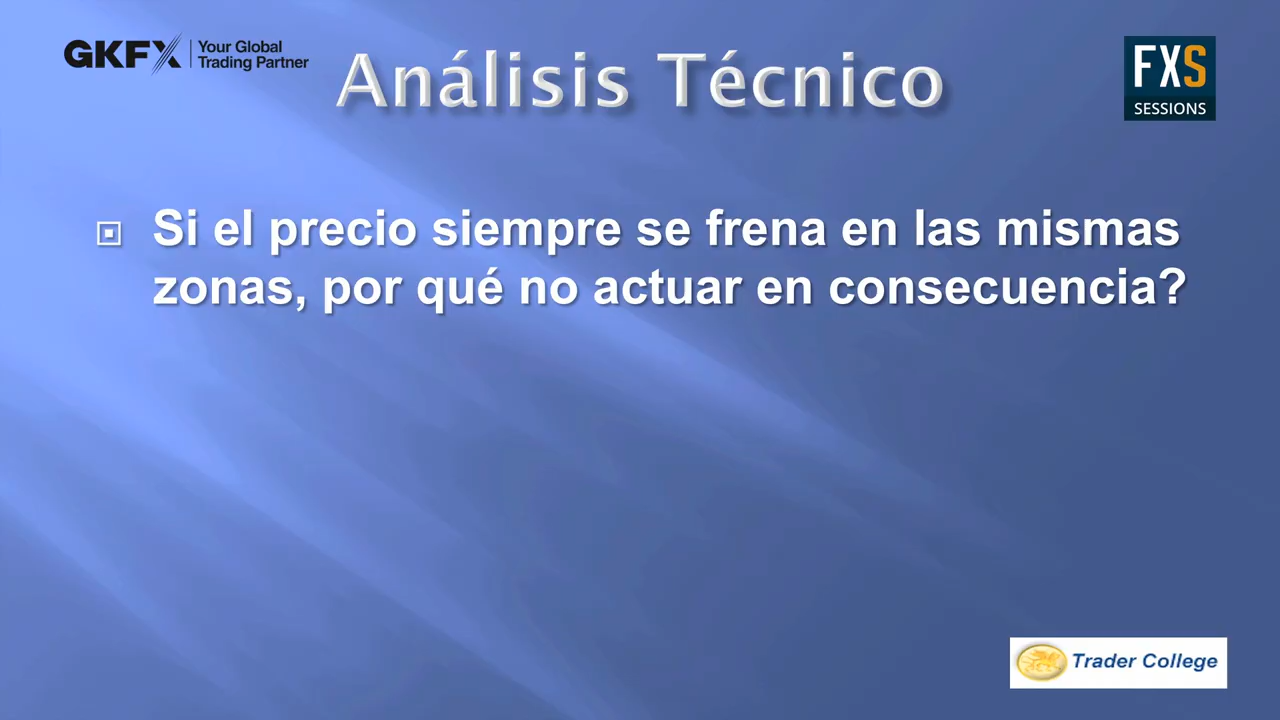 GKFX Your Global
Trading Partner
Análisis Técnico
FXS
SESSIONS
Si el precio siempre se frena en las mismas
zonas, por qué no actuar en consecuencia?
Trader College